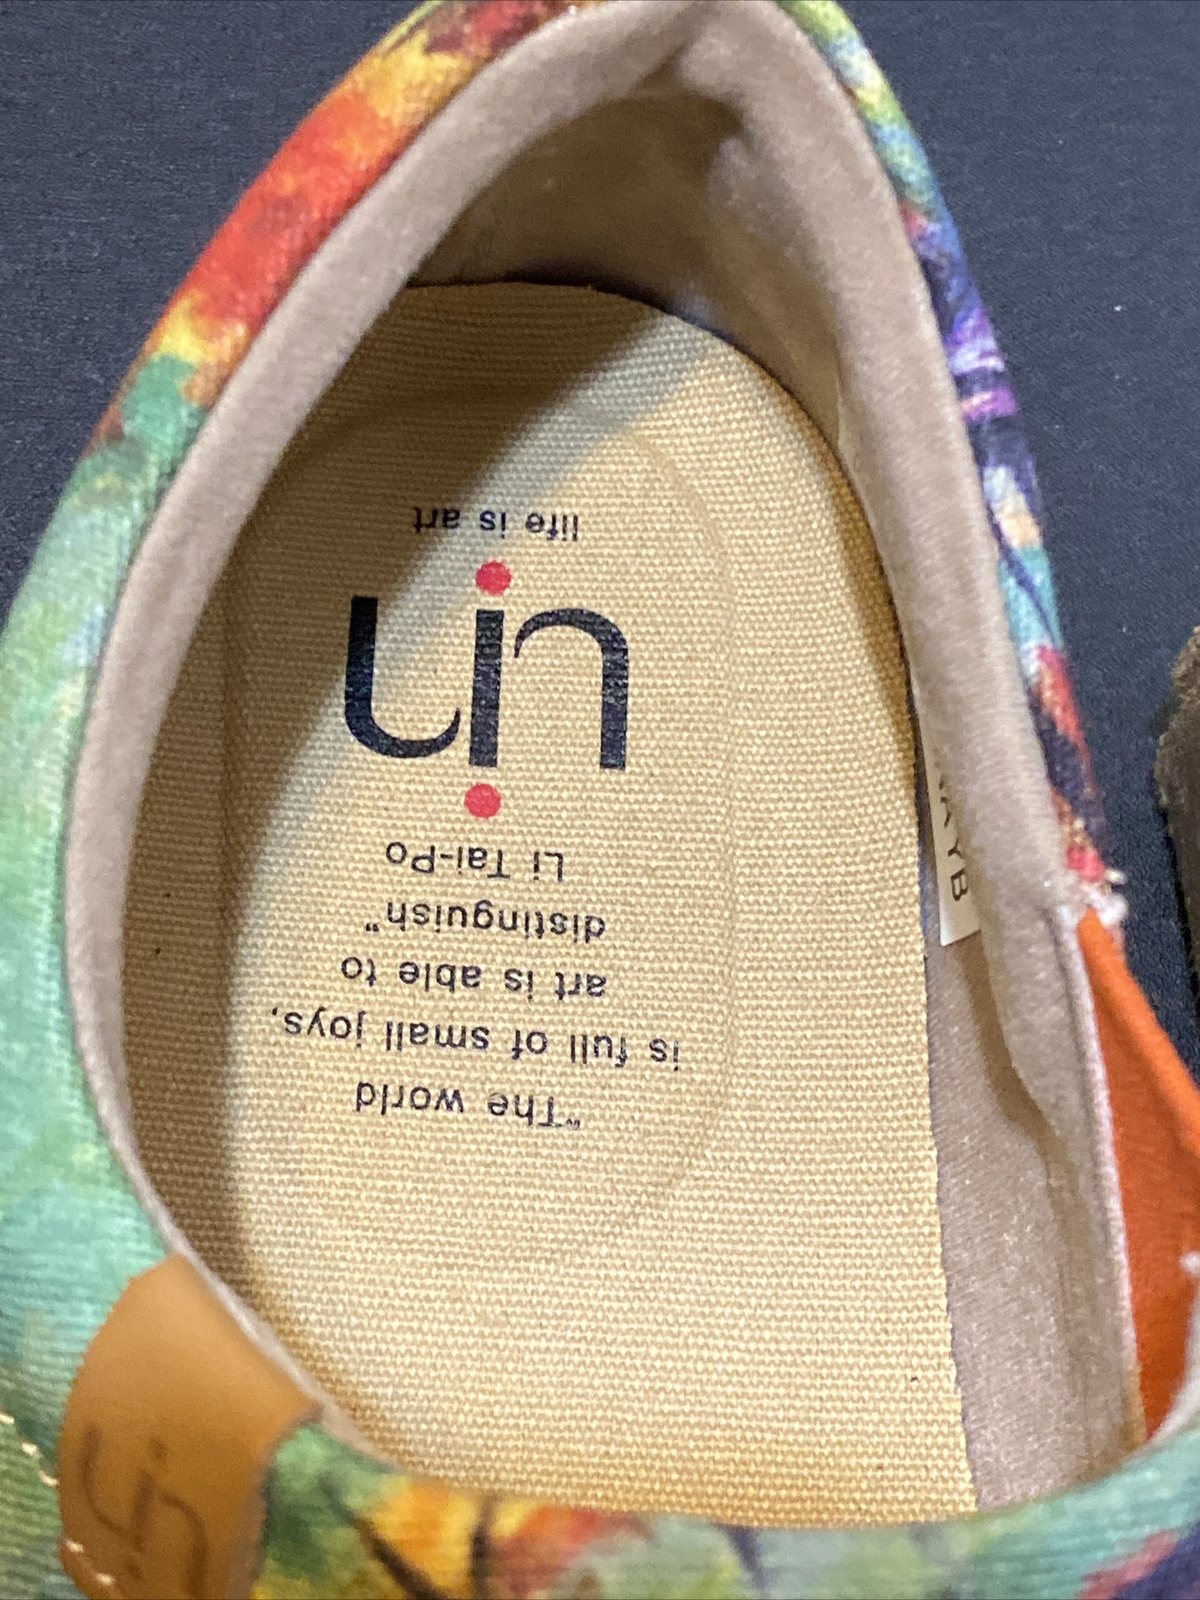 "The world
is full of small joys,
art is able to
distinguish"
Li Tai-Po
uin
life is art
AYB